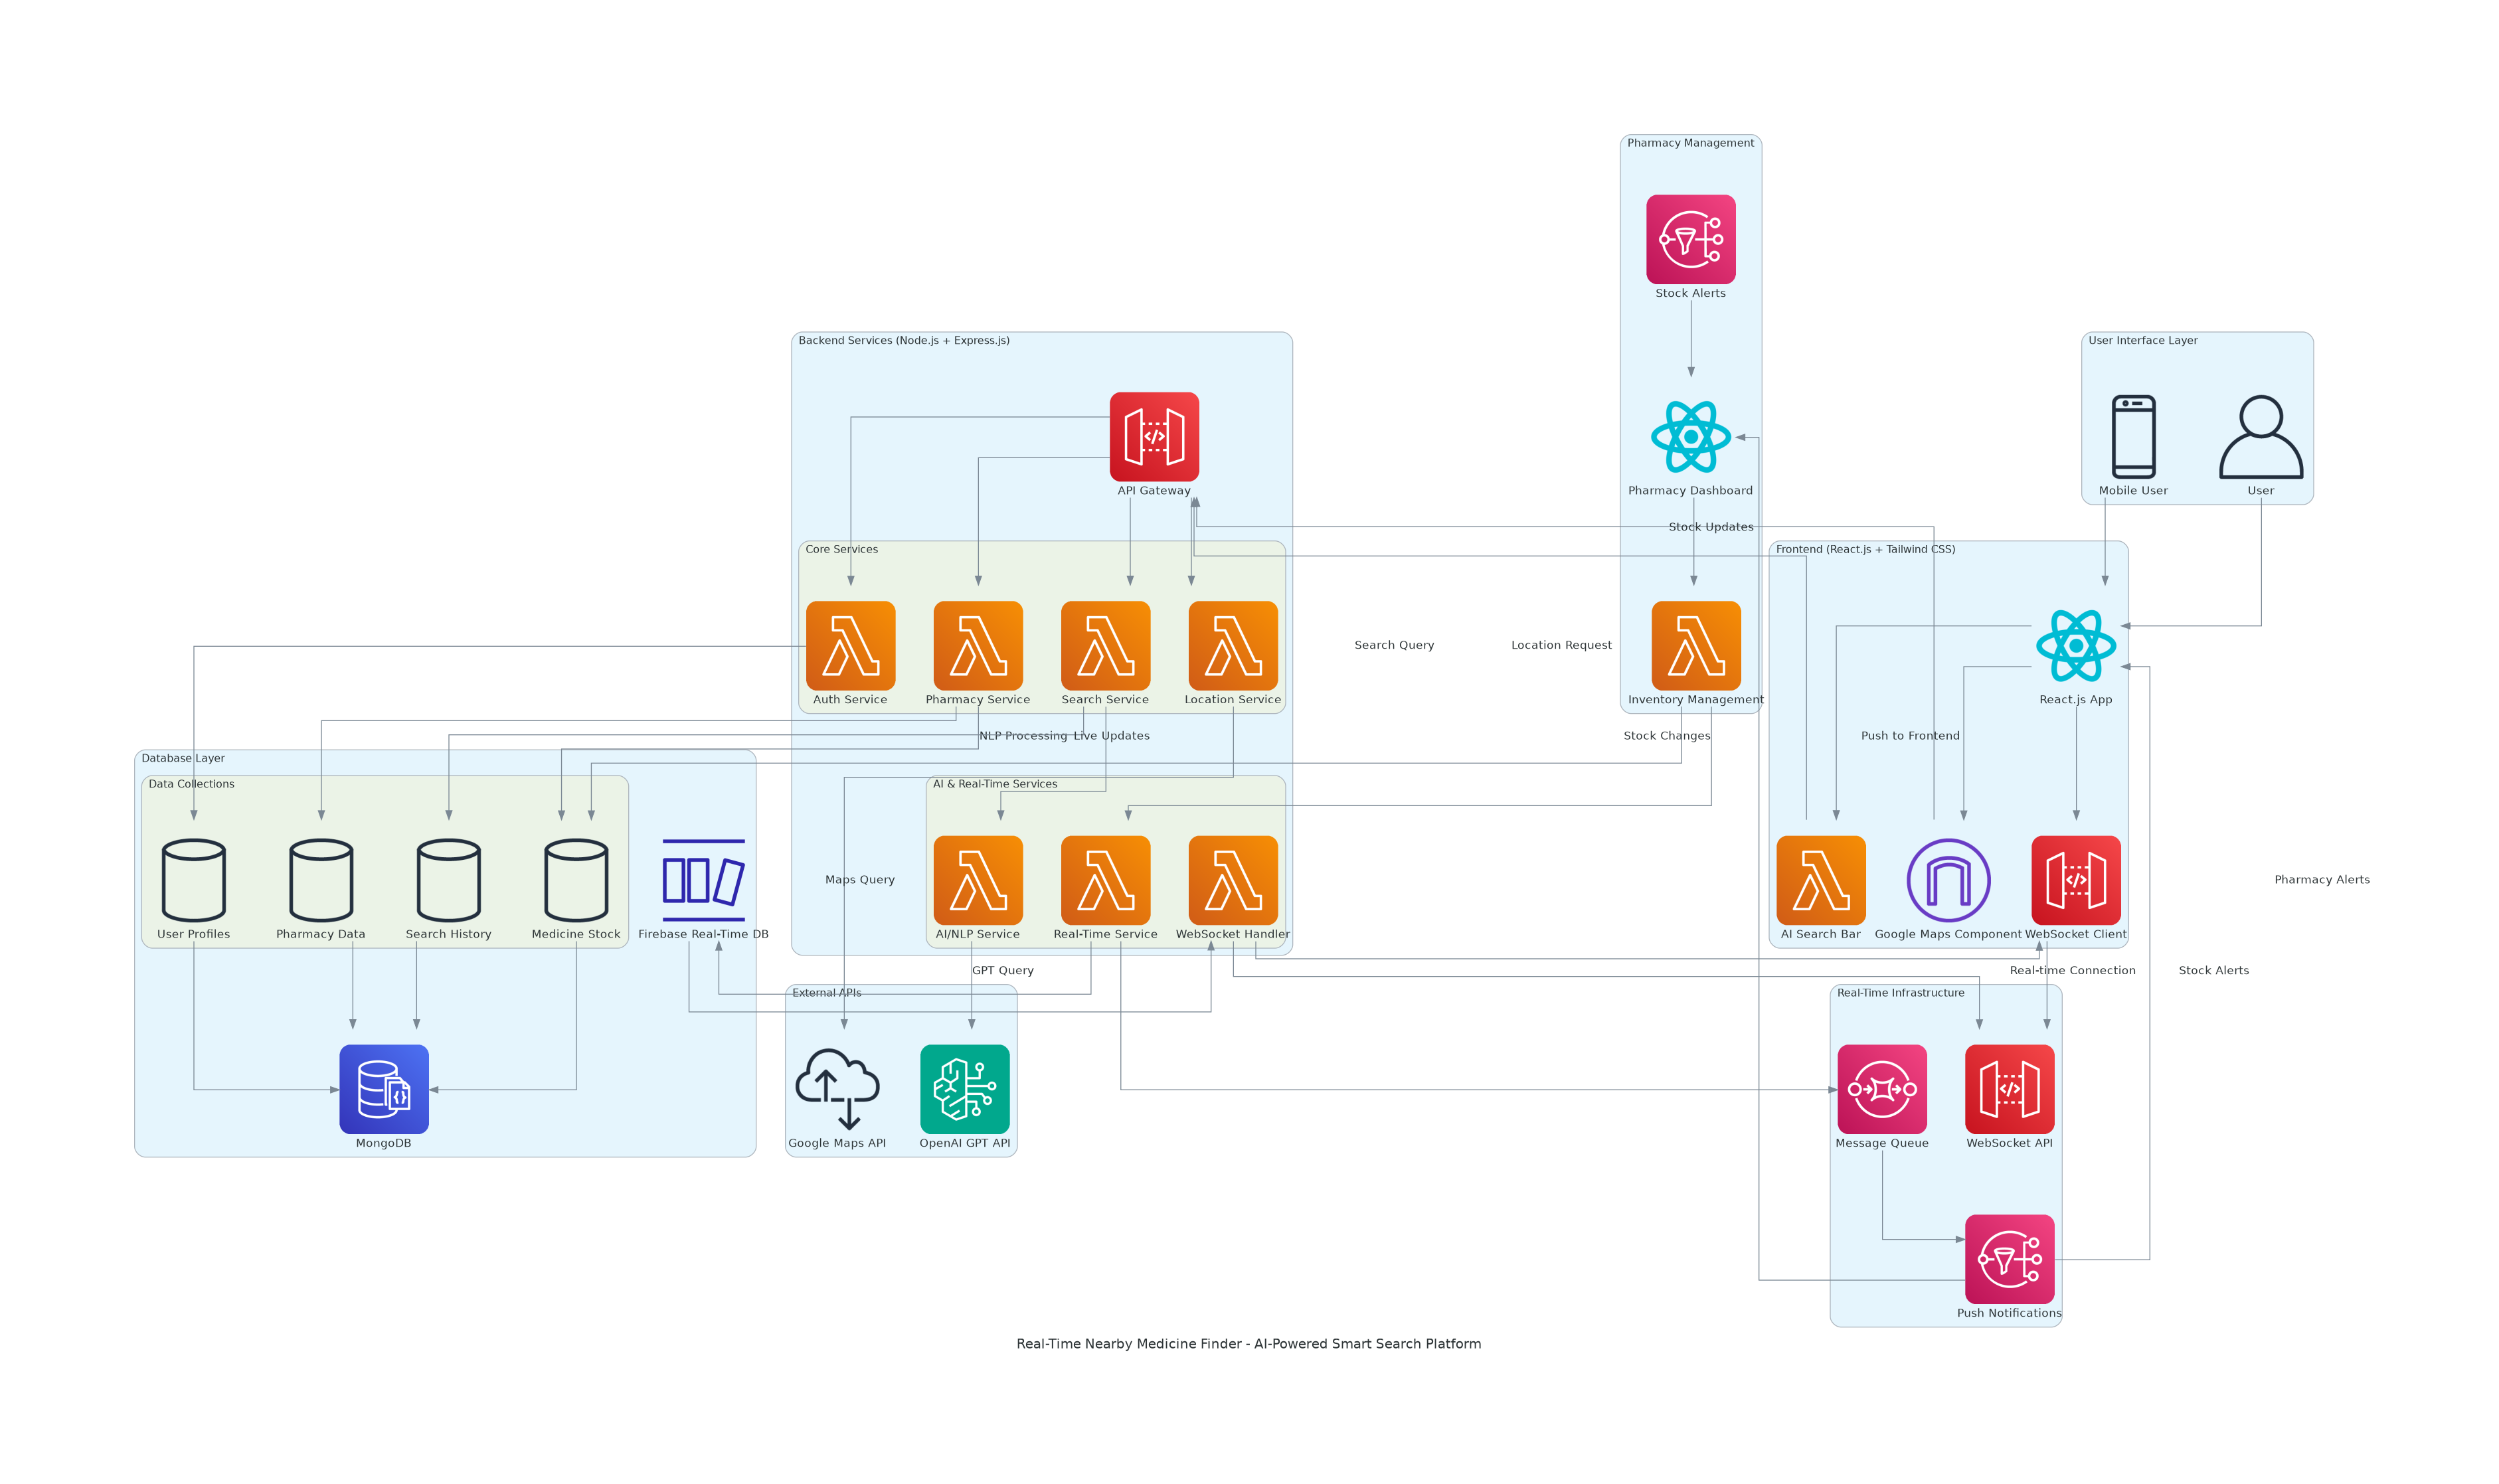 Pharmacy Management
Stock Alerts
Backend Services (Node.js + Express.js)
User Interface Layer
API Gateway
Pharmacy Dashboard
Mobile User
User
Stock Updates
Core Services
Frontend (React.js + Tailwind CSS)
Search Query
Location Request
Auth Service
Pharmacy Service
Search Service
Location Service
Inventory Management
React.js App
NLP Processing
Live Updates
Stock Changes
Push to Frontend
Database Layer
Data Collections
AI & Real-Time Services
Maps Query
Pharmacy Alerts
User Profiles
Pharmacy Data
Search History
Medicine Stock
Firebase Real-Time DB
AI/NLP Service
Real-Time Service
WebSocket Handler
AI Search Bar
Google Maps Component
WebSocket Client
GPT Query
Real-time Connection
Stock Alerts
External APIs
Real-Time Infrastructure
MongoDB
Google Maps API
OpenAI GPT API
Message Queue
WebSocket API
Push Notifications
Real-Time Nearby Medicine Finder - AI-Powered Smart Search Platform